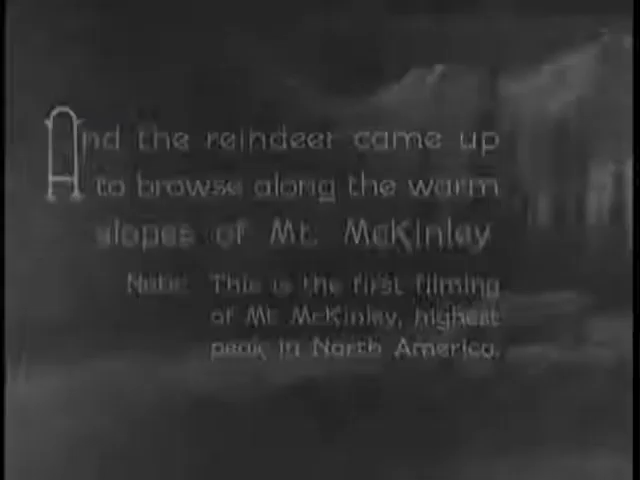 And the reindeer came up
to browse along the warm
slopes of Mt. McKinley
Note: This is the first filming
of Mt. McKinley, highest
peak in North America.